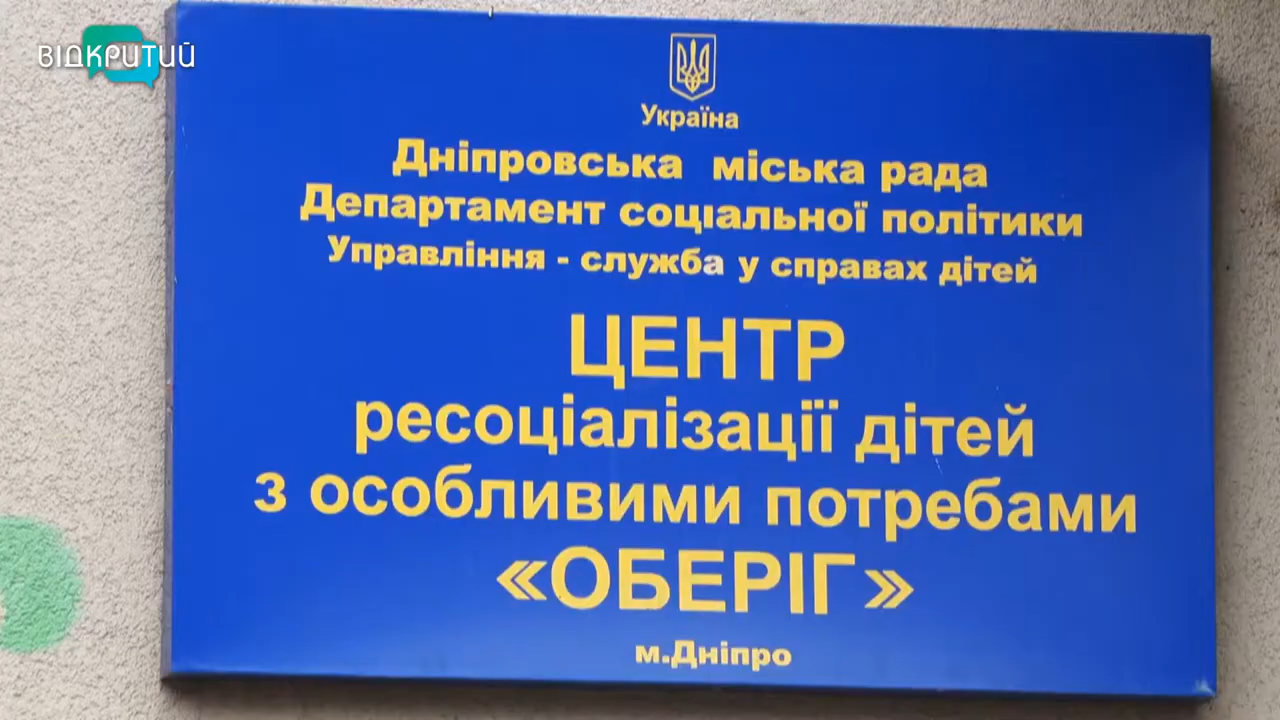 ВІДКРИТИЙ
Україна
Дніпровська міська рада
Департамент соціальної політики
Управління - служба у справах дітей
ЦЕНТР
ресоціалізації дітей
з особливими потребами
«ОБЕРІГ»
м.Дніпро